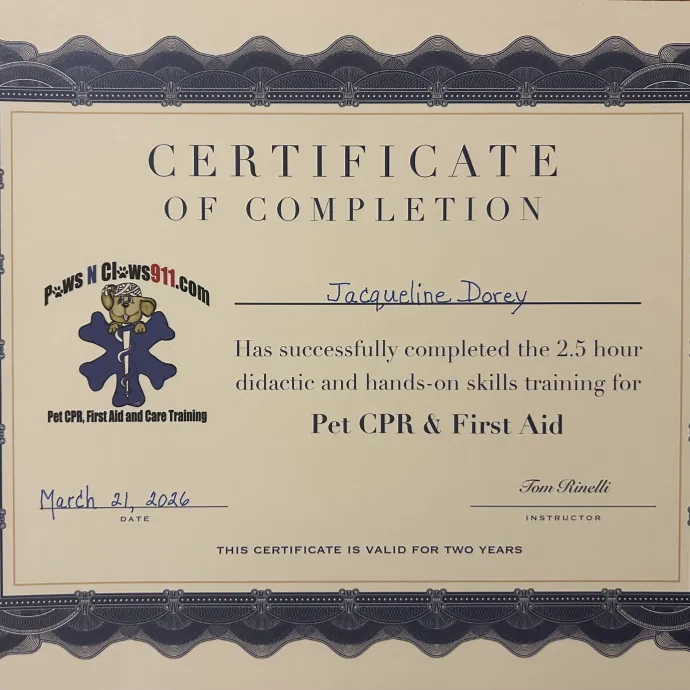 CERTIFICATE
OF COMPLETION
Paws N Claws911.com
Pet CPR, First Aid and Care Training
Jacqueline Dorey
Has successfully completed the 2.5 hour
didactic and hands-on skills training for
Pet CPR & First Aid
March 21, 2026
DATE
Tom Rinelli
INSTRUCTOR
THIS CERTIFICATE IS VALID FOR TWO YEARS